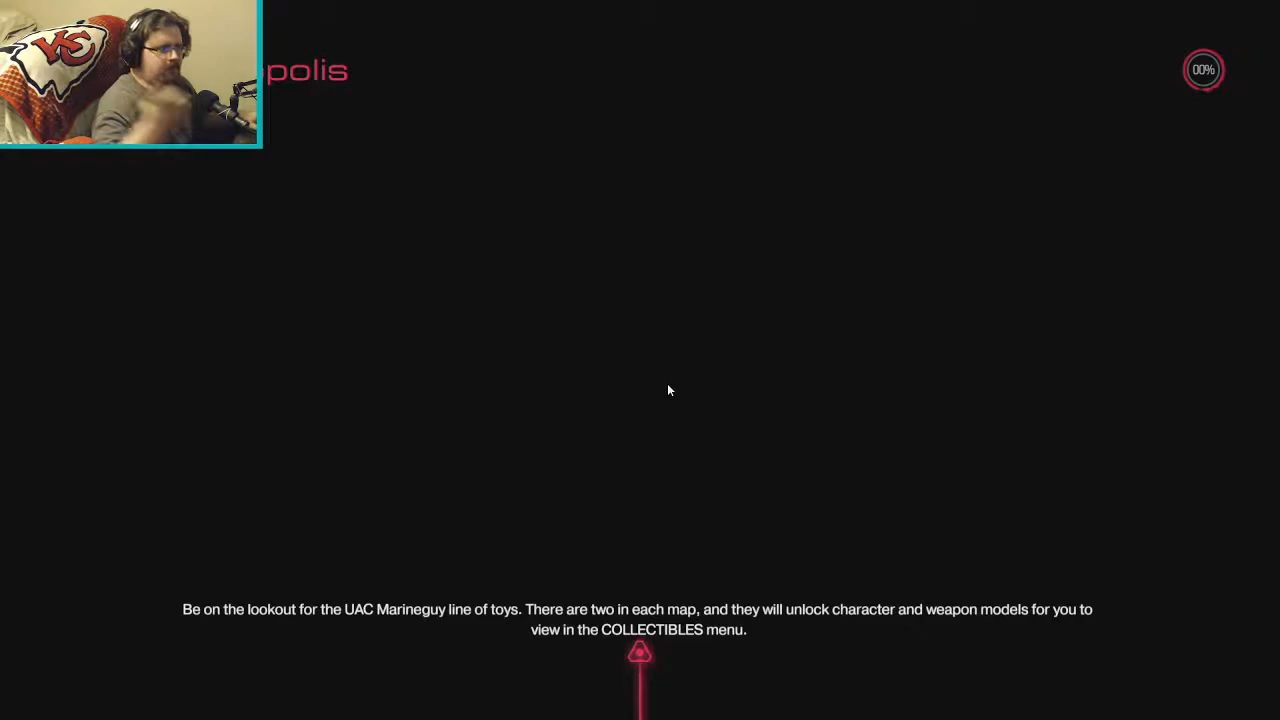 KC
polis
00%
Be on the lookout for the UAC Marineguy line of toys. There are two in each map, and they will unlock character and weapon models for you to
view in the COLLECTIBLES menu.